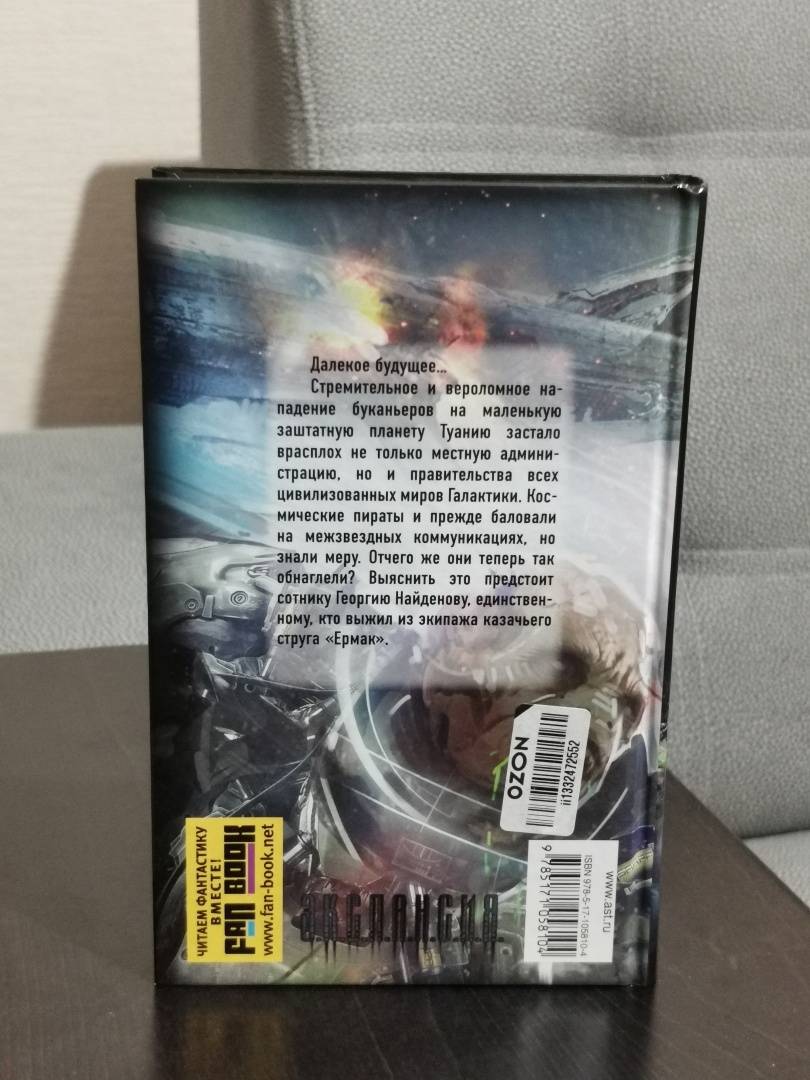 Далекое будущее...
Стремительное и вероломное на-
падение буканьеров на маленькую
заштатную планету Туанию застало
врасплох не только местную админи-
страцию, но и правительства всех
цивилизованных миров Галактики. Кос-
мические пираты и прежде баловали
на межзвездных коммуникациях, но
знали меру. Отчего же они теперь так
обнаглели? Выяснить это предстоит
сотнику Георгию Найденову, единствен-
ному, кто выжил из экипажа казачьего
струга «Ермак».
OZON
ii1332472552
ЧИТАЕМ ФАНТАСТИКУ
ВМЕСТЕ!
FAN BOOK
www.fan-book.net
Э.К.С.П.А.Н.С.И.Я.
www.ast.ru
ISBN 978-5-17-105810-4
9 785171 058104